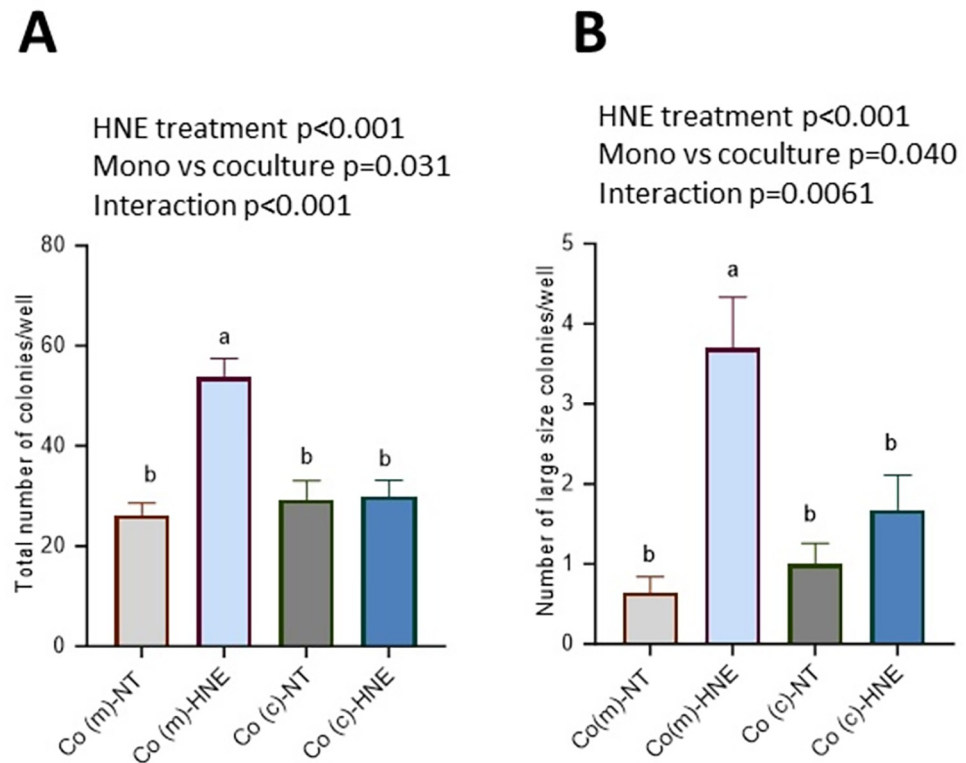 A
HNE treatment p<0.001
Mono vs coculture p=0.031
Interaction p<0.001
Total number of colonies/well
80
60
40
20
0
b
a
b
b
Co (m)-NT
Co (m)-HNE
Co (c)-NT
Co (c)-HNE
B
HNE treatment p<0.001
Mono vs coculture p=0.040
Interaction p=0.0061
Number of large size colonies/well
5
4
3
2
1
0
b
a
b
b
Co(m)-NT
Co(m)-HNE
Co (c)-NT
Co (c)-HNE